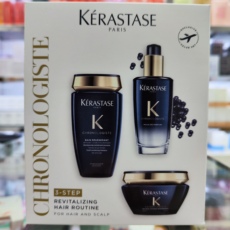 KÉRASTASE
PARIS
CHRONOLOGISTE
KÉRASTASE
K
KÉRASTASE
K
KÉRASTASE
K
3-STEP
REVITALIZING
HAIR ROUTINE
FOR HAIR AND SCALP